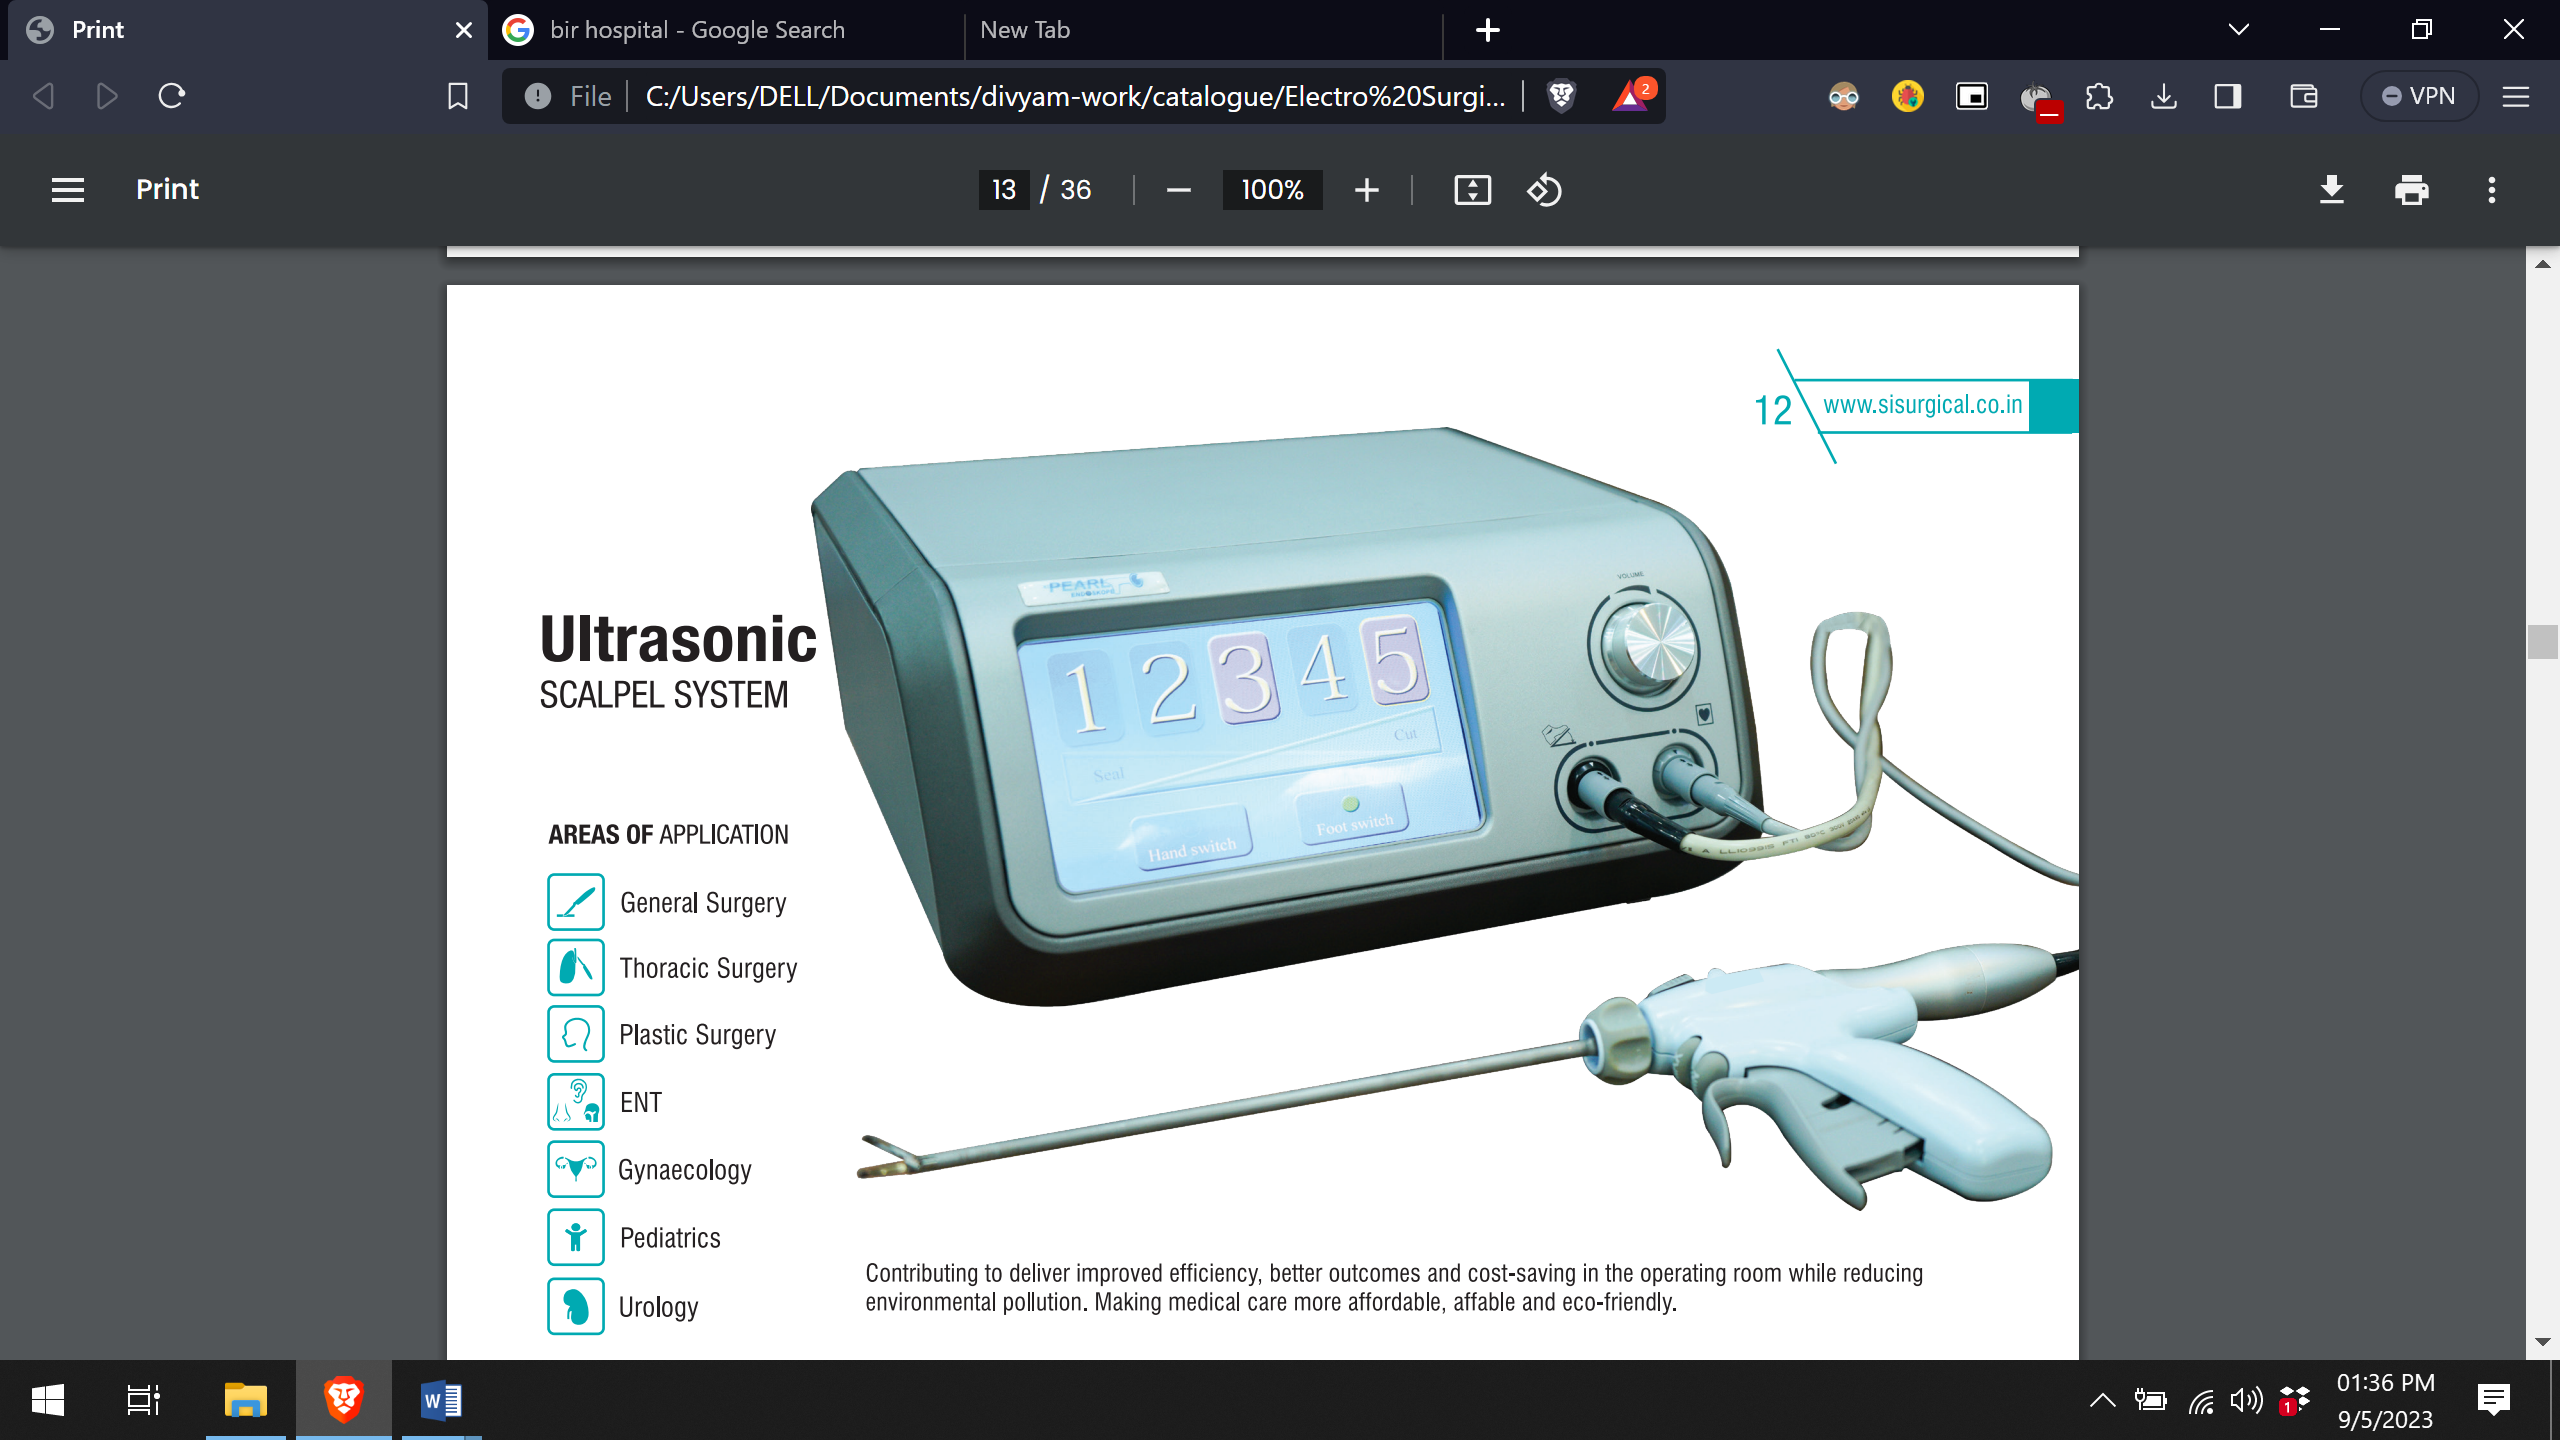 Print
bir hospital - Google Search
New Tab
File
C:/Users/DELL/Documents/divyam-work/catalogue/Electro%20Surgi...
2
VPN
Print
13 / 36
100%
12
www.sisurgical.co.in
PEARL
ENDOSKOPE
VOLUME
1 2 3 4 5
Seal
Cut
Hand switch
Foot switch
Ultrasonic
SCALPEL SYSTEM
AREAS OF APPLICATION
General Surgery
Thoracic Surgery
Plastic Surgery
ENT
Gynaecology
Pediatrics
Urology
Contributing to deliver improved efficiency, better outcomes and cost-saving in the operating room while reducing
environmental pollution. Making medical care more affordable, affable and eco-friendly.
W
1
01:36 PM
9/5/2023